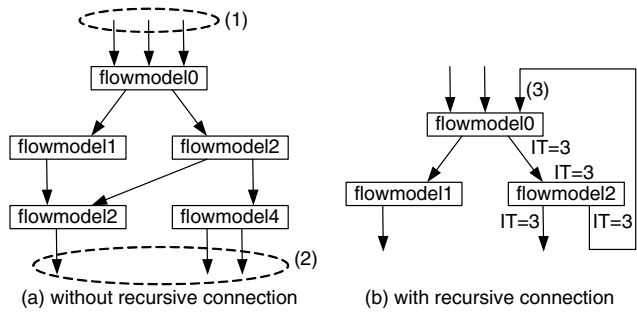 (1)
flowmodel0
flowmodel1
flowmodel2
flowmodel2
flowmodel4
(2)
(a) without recursive connection
(3)
flowmodel0
IT=3
IT=3
flowmodel1
flowmodel2
IT=3
IT=3
(b) with recursive connection